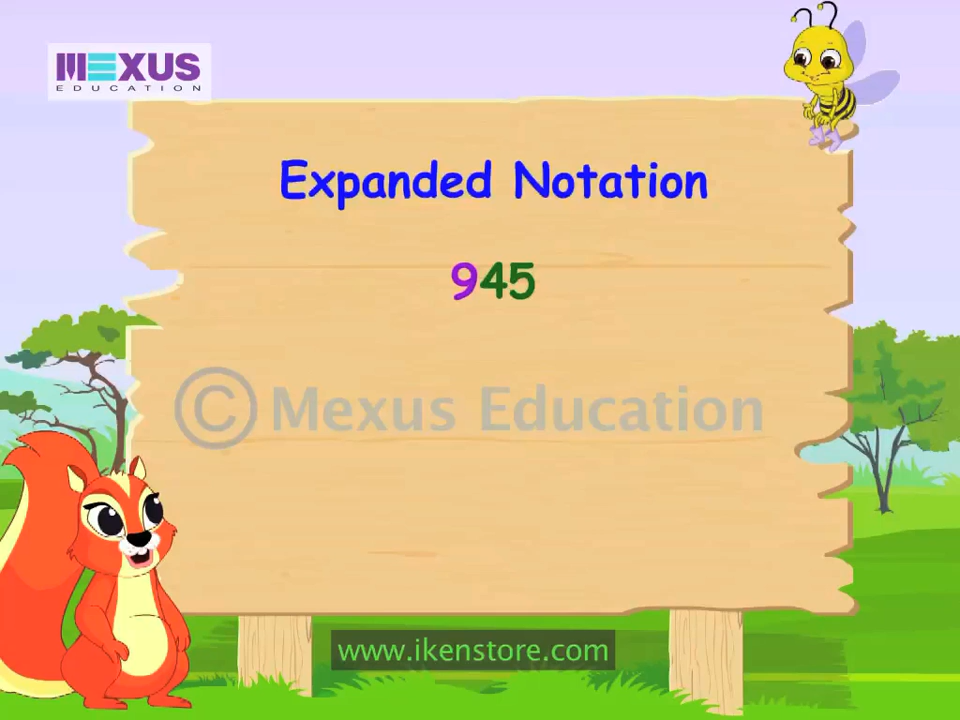 MEXUS
EDUCATION
Expanded Notation
945
© Mexus Education
www.ikenstore.com